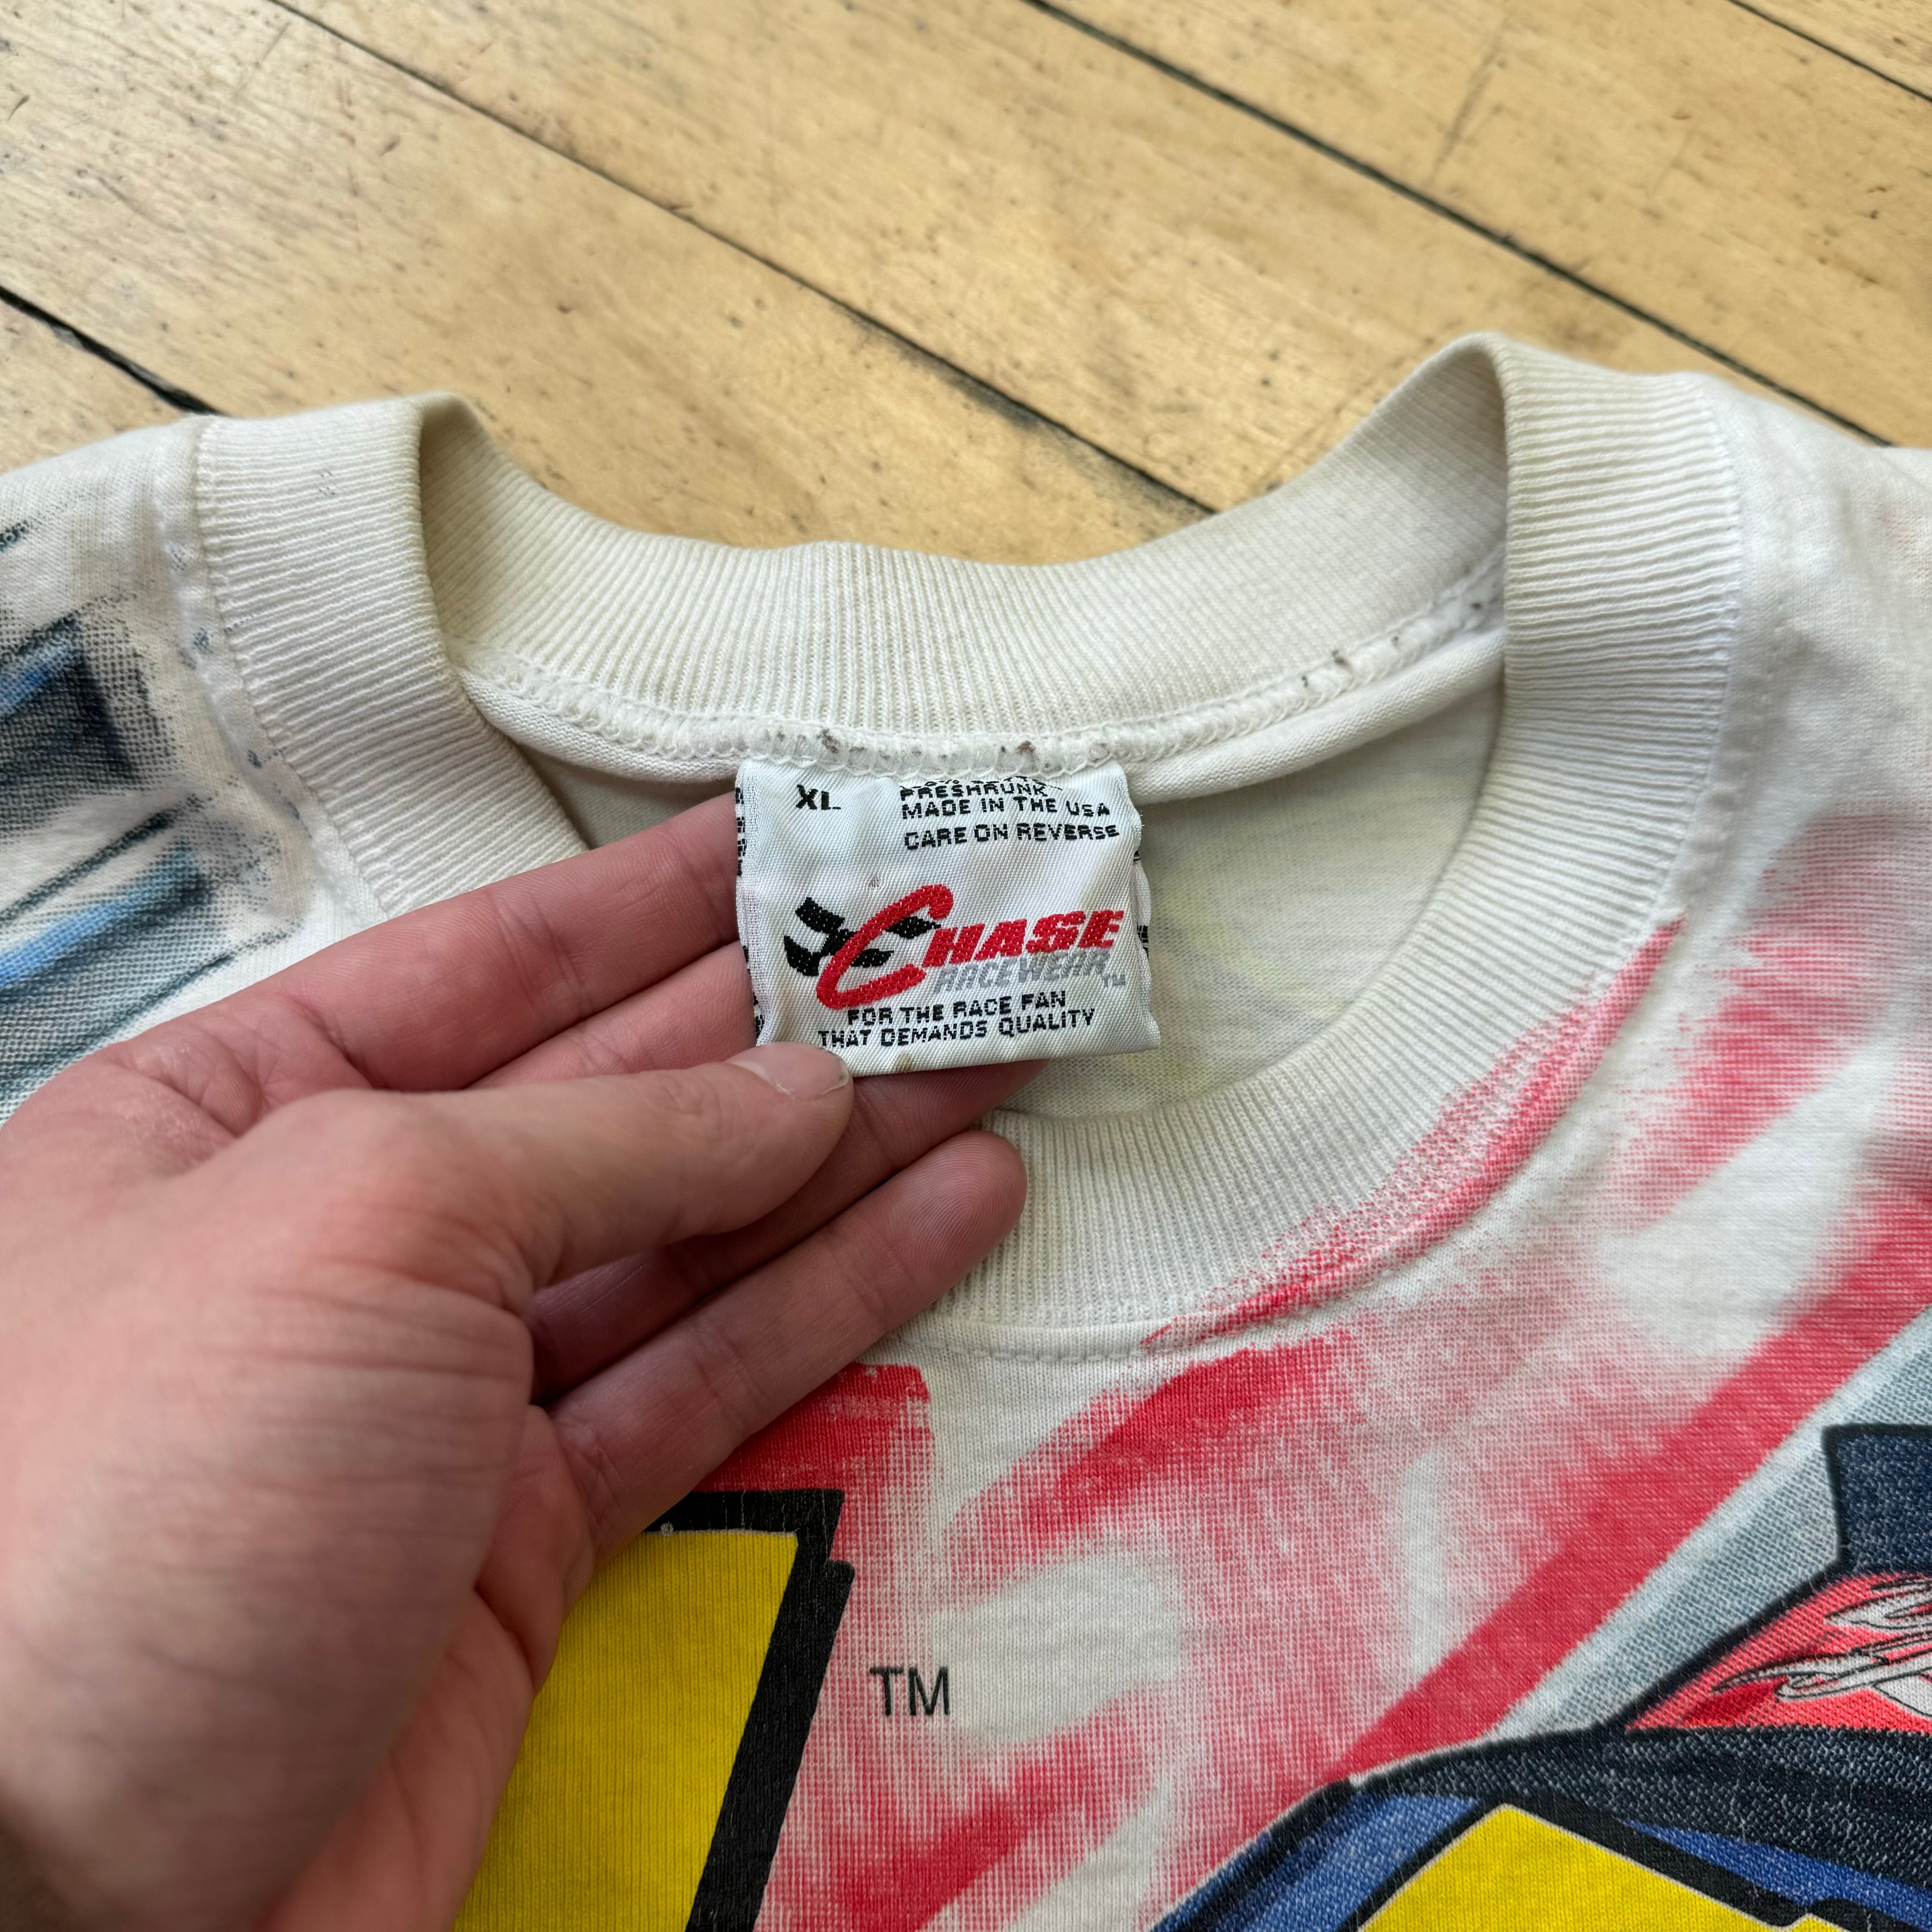 XL
PRESHRUNK
MADE IN THE USA
CARE ON REVERSE
CHASE
RACEWEAR TM
FOR THE RACE FAN
THAT DEMANDS QUALITY
TM